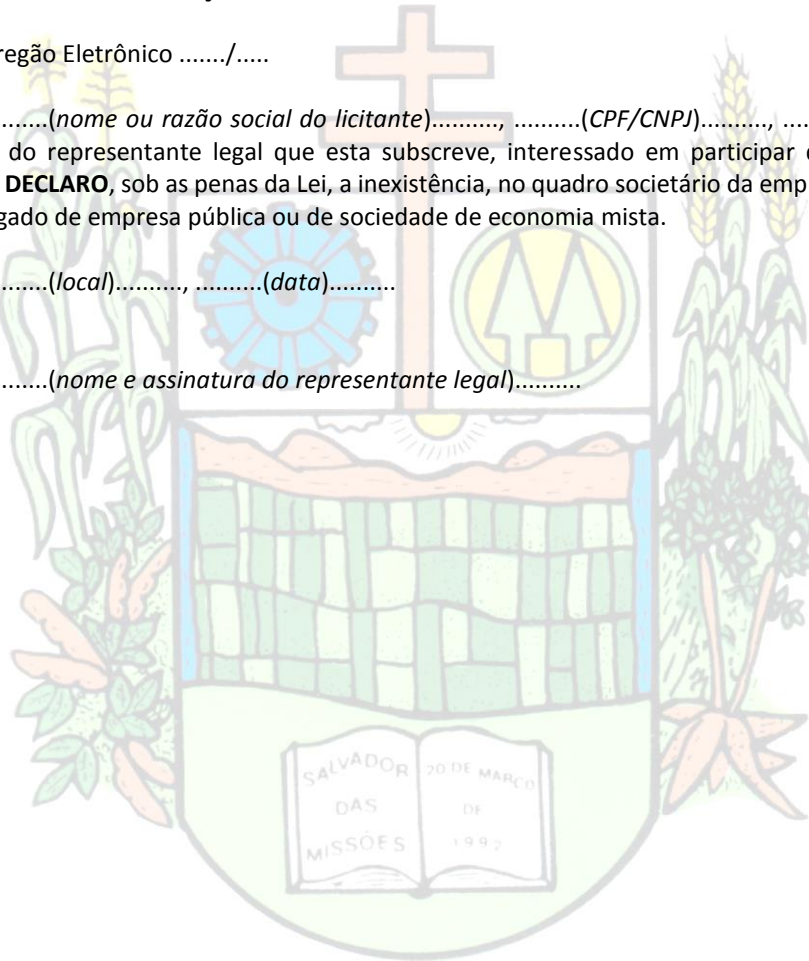 regão Eletrônico ......./.....
.......(nome ou razão social do licitante).........., ..........(CPF/CNPJ).........., ....
do representante legal que esta subscreve, interessado em participar
DECLARO, sob as penas da Lei, a inexistência, no quadro societário da emp
gado de empresa pública ou de sociedade de economia mista.
.......(local).........., ..........(data)..........
.......(nome e assinatura do representante legal)..........
SALVADOR
DAS
MISSÕES
20 DE MARÇO
DE
1992